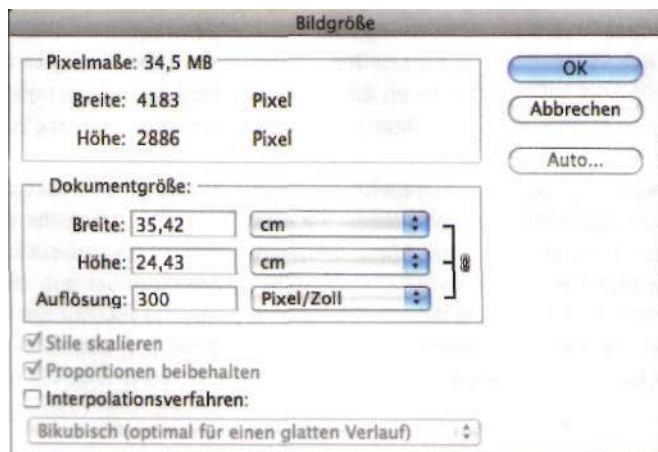 Bildgröße
Pixelmaße: 34,5 MB
Breite: 4183 Pixel
Höhe: 2886 Pixel
OK
Abbrechen
Auto...
Dokumentgröße:
Breite: 35,42 cm
Höhe: 24,43 cm
Auflösung: 300 Pixel/Zoll
Stile skalieren
Proportionen beibehalten
Interpolationsverfahren:
Bikubisch (optimal für einen glatten Verlauf)